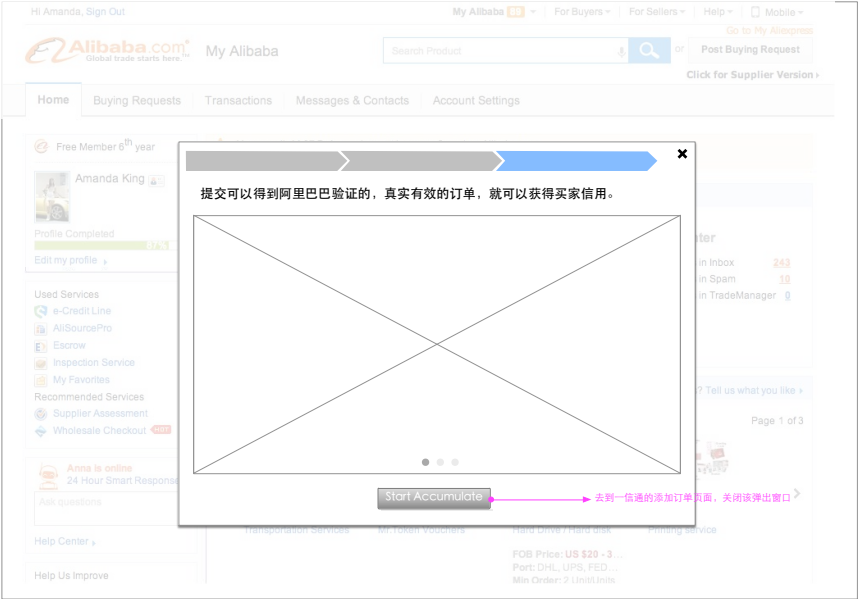 Hi Amanda, Sign Out
My Alibaba 68
For Buyers
For Sellers
Help
Mobile
Go to My Aliexpress
Alibaba.com
Global trade starts here.
My Alibaba
Search Product
or
Post Buying Request
Click for Supplier Version
Home
Buying Requests
Transactions
Messages & Contacts
Account Settings
Free Member 6th year
Amanda King
Profile Completed
87%
Edit my profile
Used Services
e-Credit Line
AliSourcePro
Escrow
Inspection Service
My Favorites
Recommended Services
Supplier Assessment
Wholesale Checkout HOT
Anna is online
24 Hour Smart Response
Ask questions
Help Center
Help Us Improve
提交可以得到阿里巴巴验证的，真实有效的订单，就可以获得买家信用。
Start Accumulate
去到一信通的添加订单页面，关闭该弹出窗口
in Inbox 243
in Spam 10
in TradeManager 0
? Tell us what you like
Page 1 of 3
Transportation Services
Mr.Token Vouchers
Hard Drive / Hard disk
Printing service
FOB Price: US $20 - 3...
Port: DHL, UPS, FED...
Min Order: 2 Unit/Units